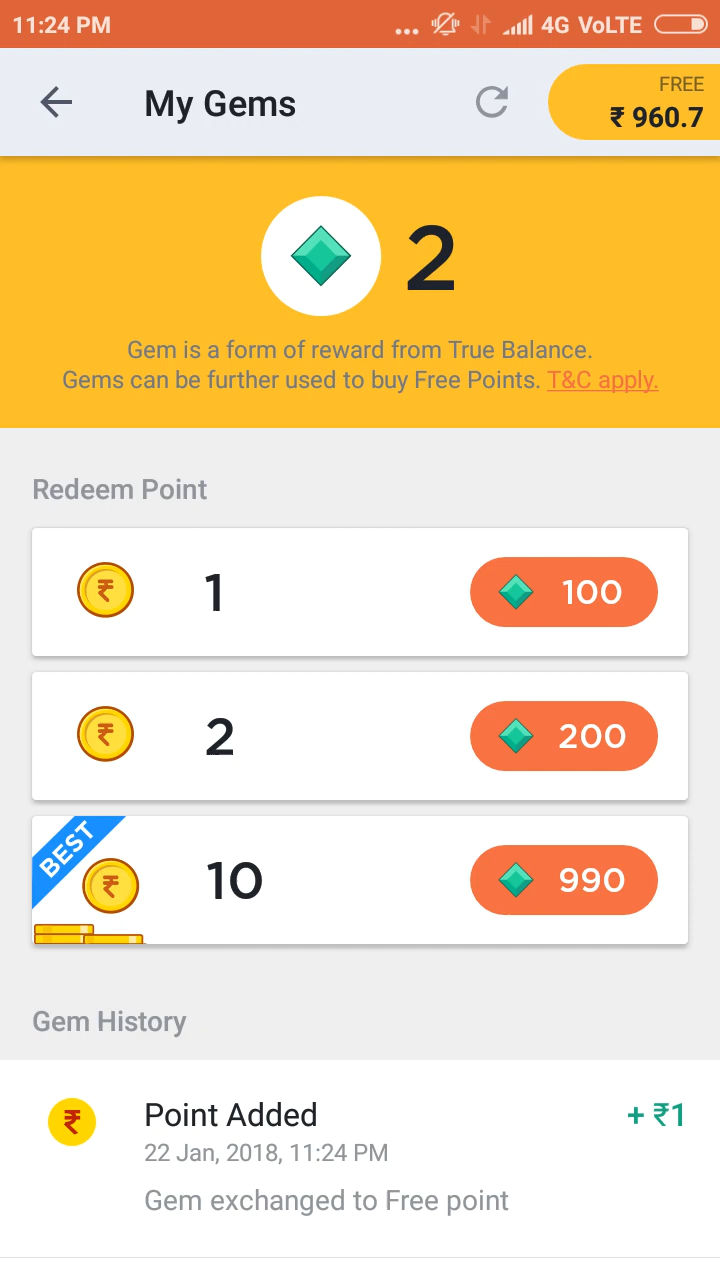 11:24 PM ... 4G VoLTE
My Gems
FREE
₹ 960.7
2
Gem is a form of reward from True Balance.
Gems can be further used to buy Free Points. T&C apply.
Redeem Point
₹ 1 100
₹ 2 200
BEST
₹ 10 990
Gem History
₹ Point Added + ₹1
22 Jan, 2018, 11:24 PM
Gem exchanged to Free point